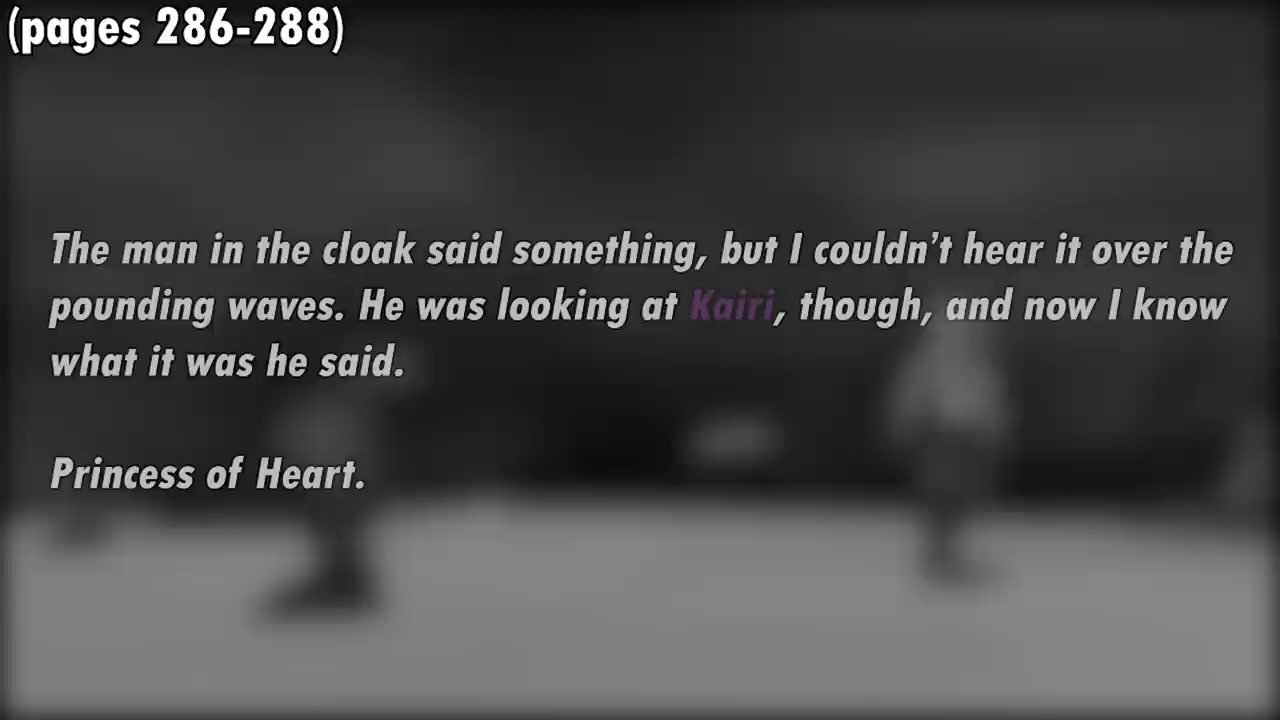 (pages 286-288)
The man in the cloak said something, but I couldn’t hear it over the
pounding waves. He was looking at Kairi, though, and now I know
what it was he said.
Princess of Heart.